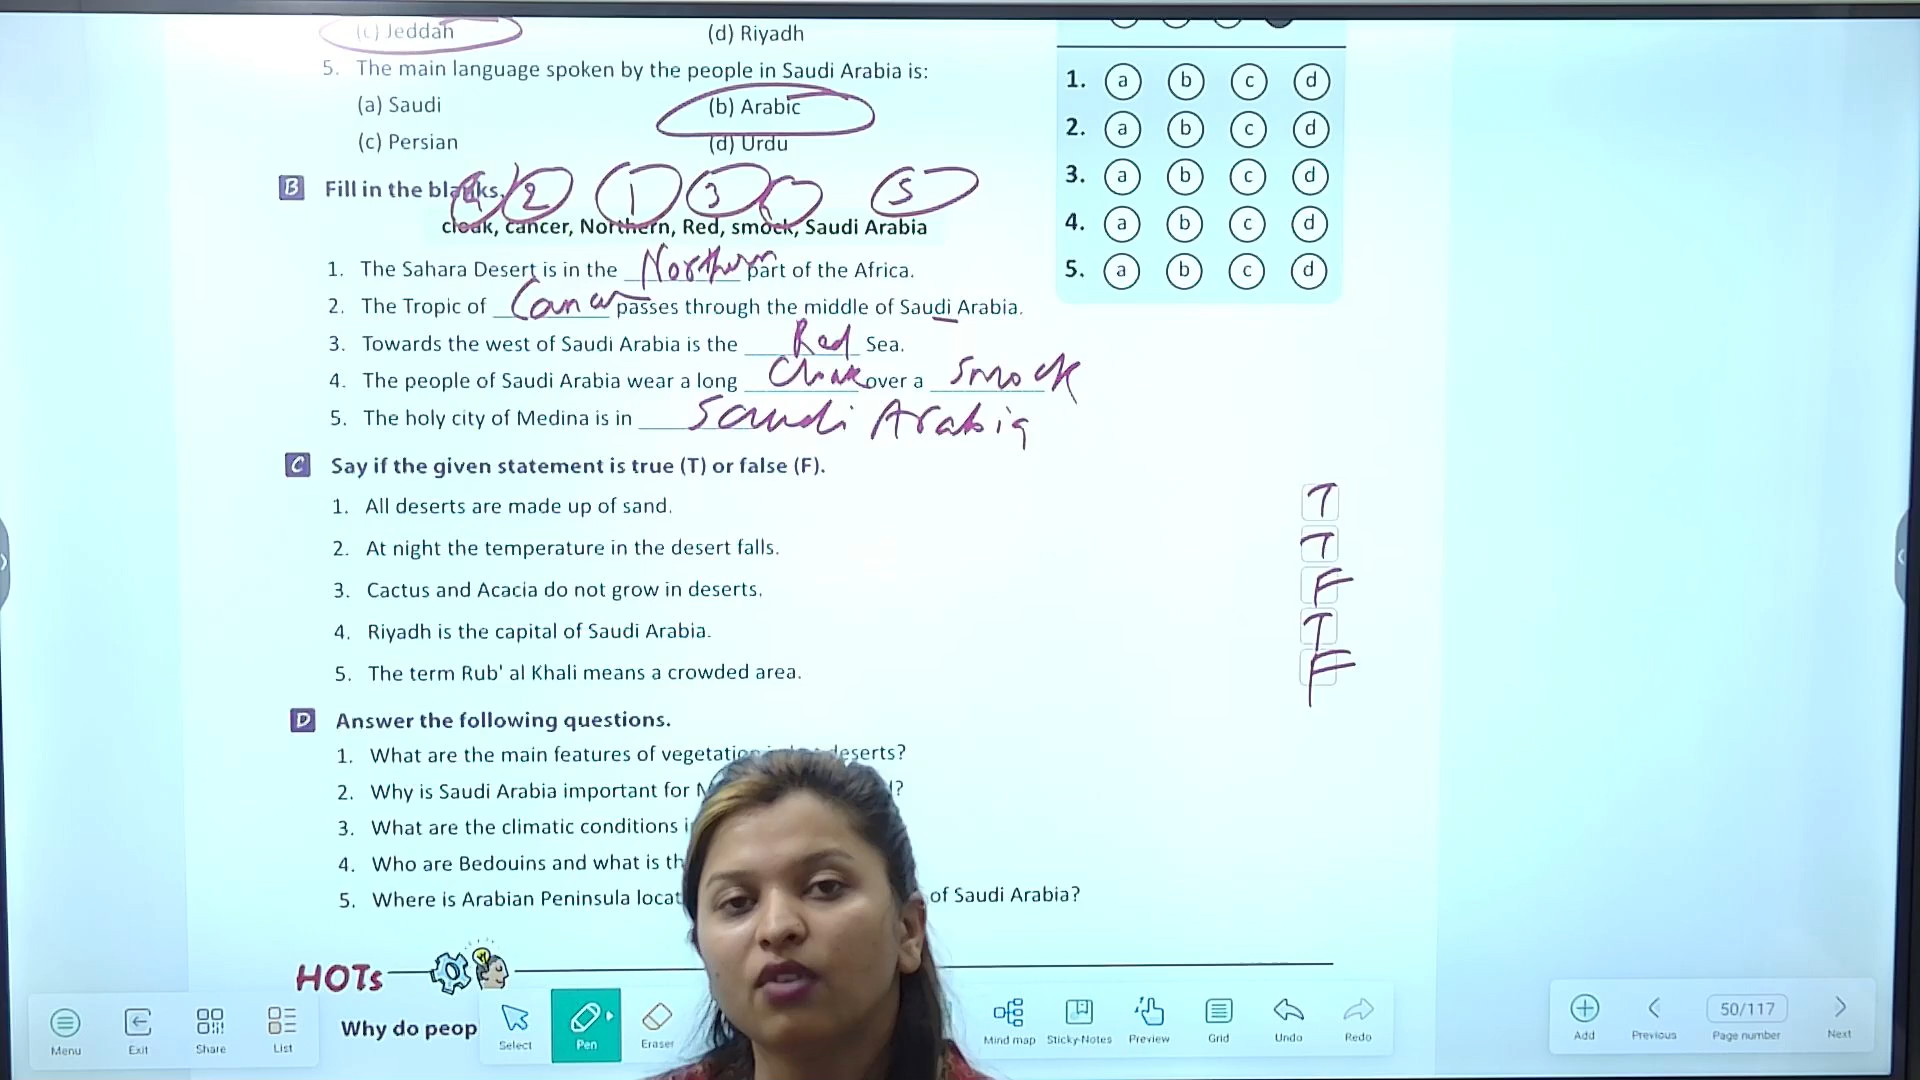 (c) Jeddah (d) Riyadh
5. The main language spoken by the people in Saudi Arabia is:
(a) Saudi (b) Arabic
(c) Persian (d) Urdu
1. a b c d
2. a b c d
3. a b c d
4. a b c d
5. a b c d
4 2 1 3 5
B Fill in the blanks.
cloak, cancer, Northern, Red, smock, Saudi Arabia
1. The Sahara Desert is in the Northern part of the Africa.
2. The Tropic of Cancer passes through the middle of Saudi Arabia.
3. Towards the west of Saudi Arabia is the Red Sea.
4. The people of Saudi Arabia wear a long Cloak over a Smock
5. The holy city of Medina is in Saudi Arabia
C Say if the given statement is true (T) or false (F).
1. All deserts are made up of sand. T
2. At night the temperature in the desert falls. T
3. Cactus and Acacia do not grow in deserts. F
4. Riyadh is the capital of Saudi Arabia. T
5. The term Rub' al Khali means a crowded area. F
D Answer the following questions.
1. What are the main features of vegetation deserts?
2. Why is Saudi Arabia important for ?
3. What are the climatic conditions
4. Who are Bedouins and what is
5. Where is Arabian Peninsula of Saudi Arabia?
HOTs
Why do
Menu Exit Share List Select Pen Eraser Mind map Sticky-Notes Preview Grid Undo Redo Add Previous 50/117 Page number Next